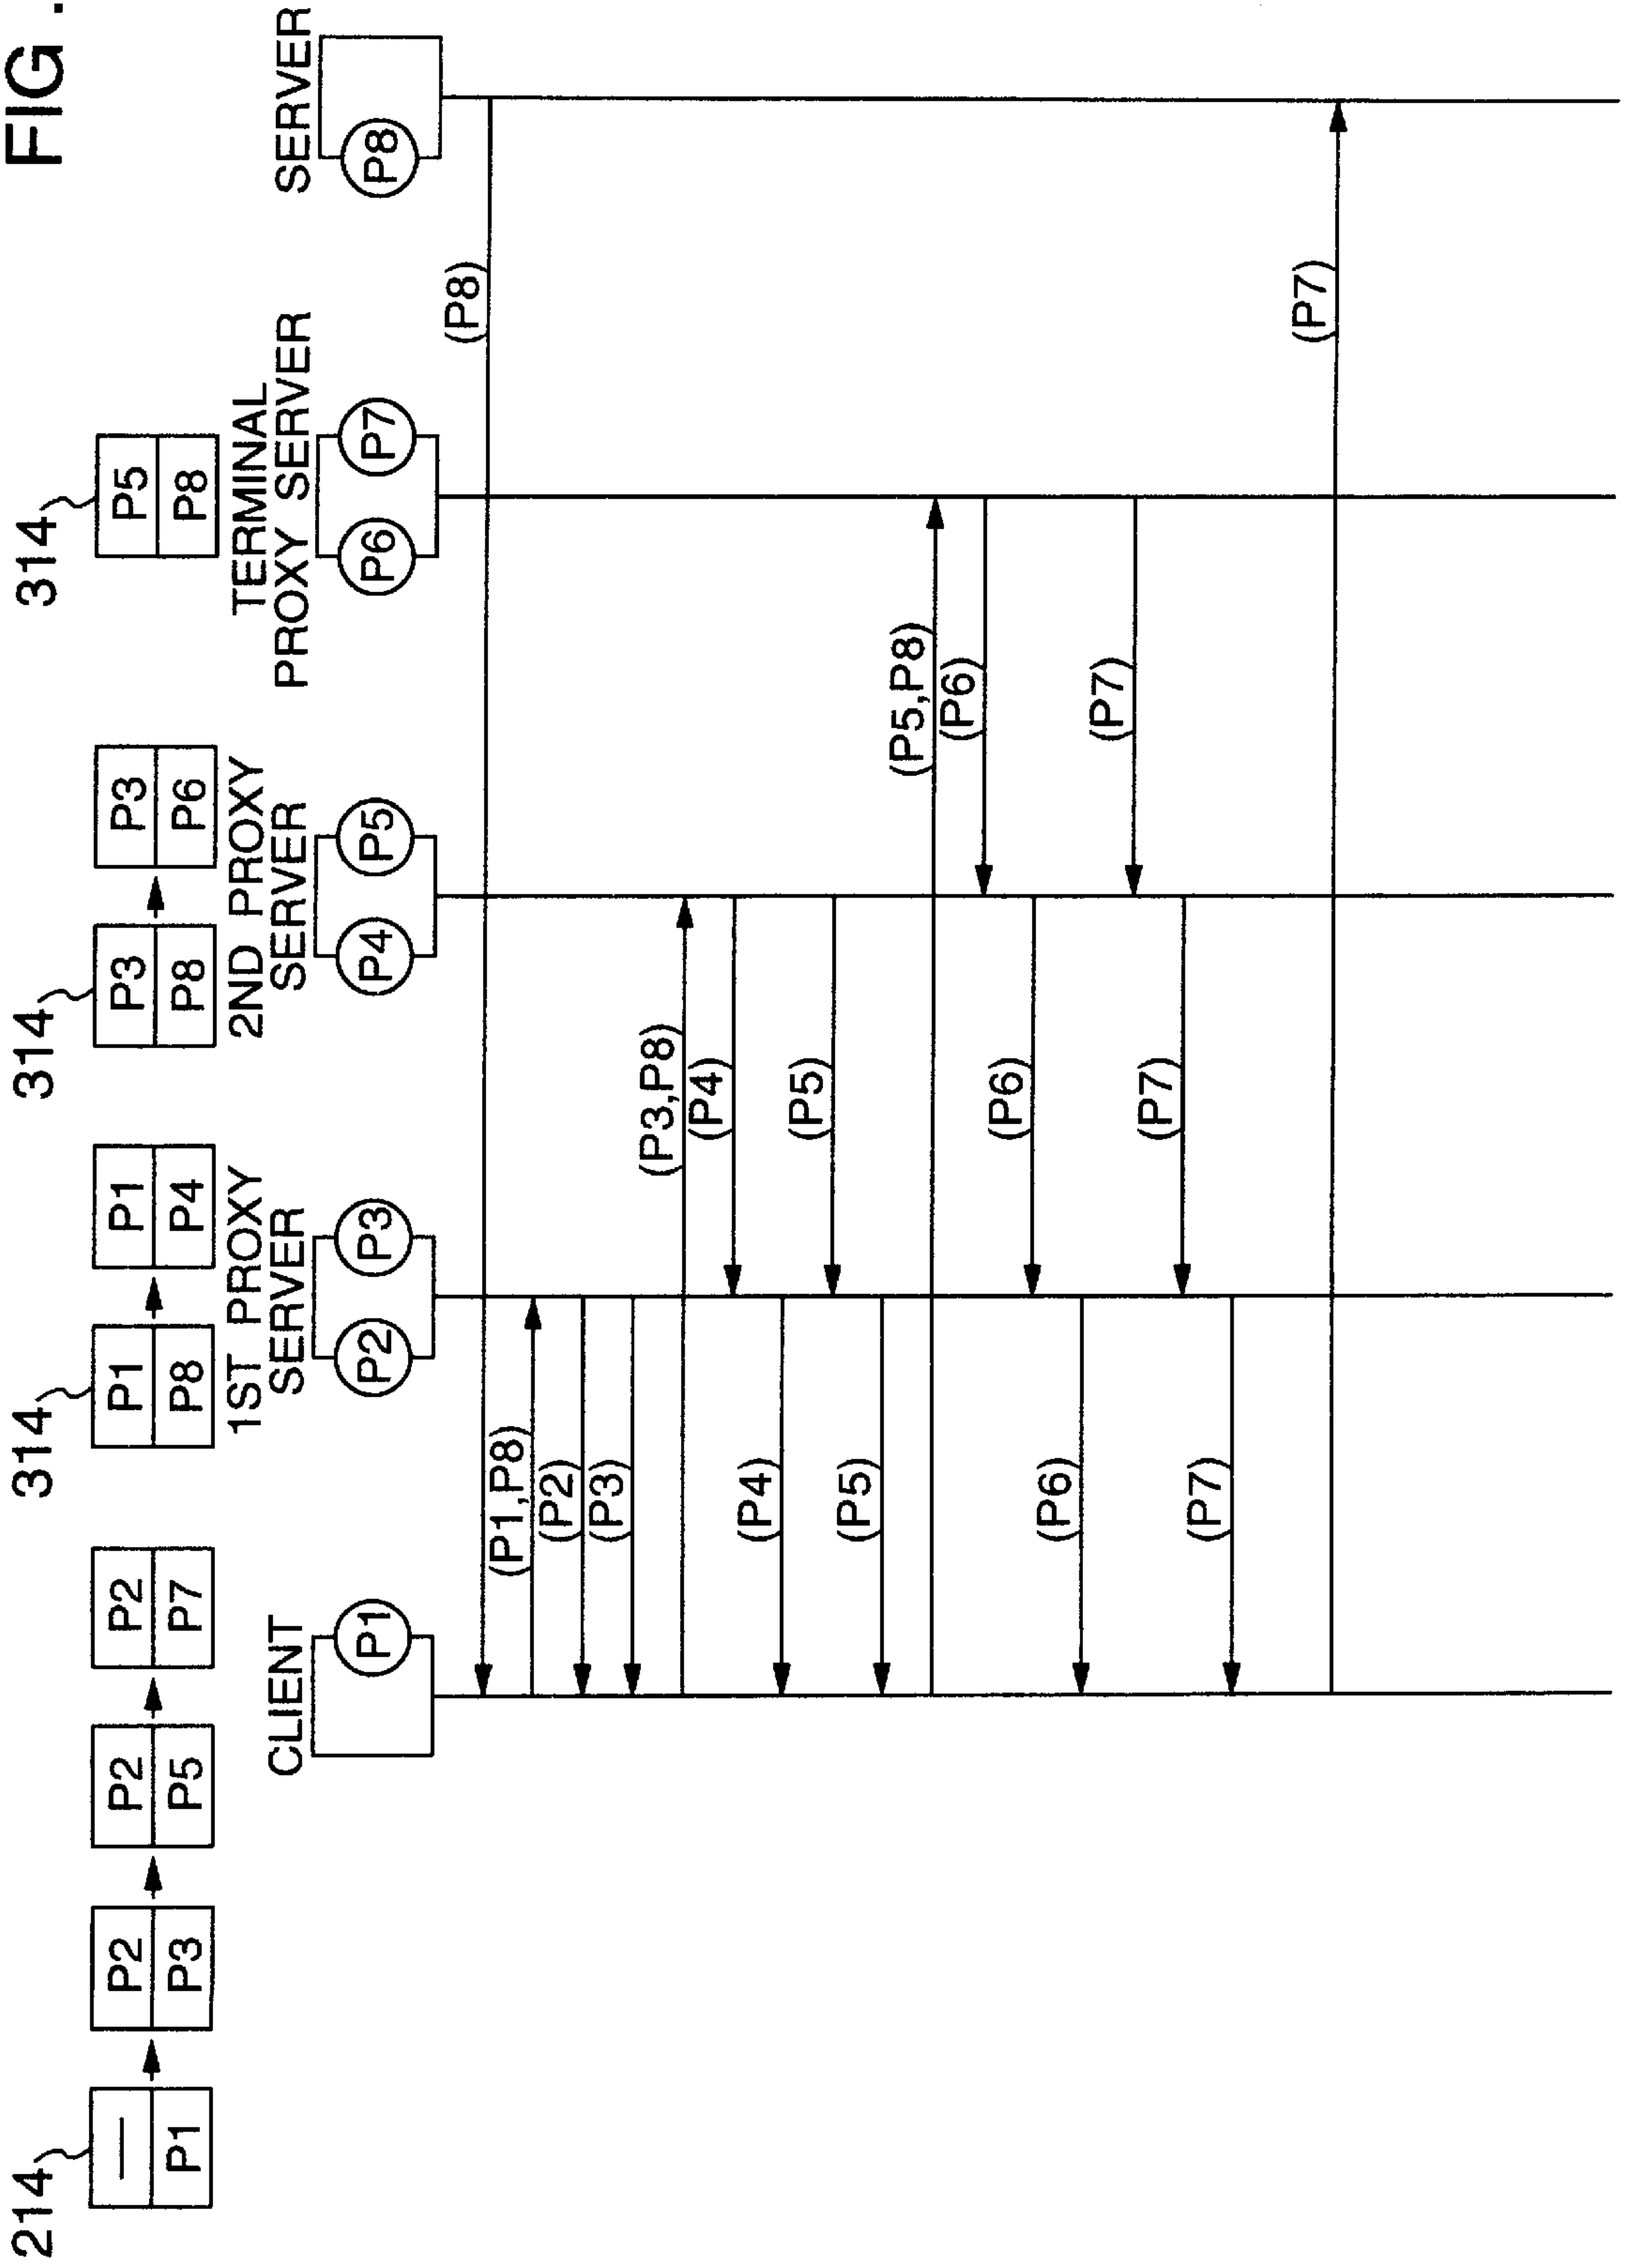 FIG.
214
—
P1
P2
P3
P2
P5
P2
P7
314
P1
P8
P1
P4
314
P3
P8
P3
P6
314
P5
P8
CLIENT
P1
1ST PROXY
SERVER
P2
P3
2ND PROXY
SERVER
P4
P5
TERMINAL
PROXY SERVER
P6
P7
SERVER
P8
(P8)
(P1,P8)
(P2)
(P3)
(P3,P8)
(P4)
(P4)
(P5)
(P5)
(P5,P8)
(P6)
(P6)
(P6)
(P7)
(P7)
(P7)
(P7)